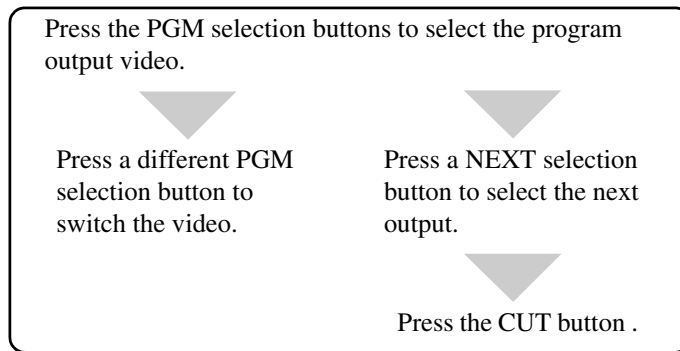 Press the PGM selection buttons to select the program
output video.
Press a different PGM
selection button to
switch the video.
Press a NEXT selection
button to select the next
output.
Press the CUT button .